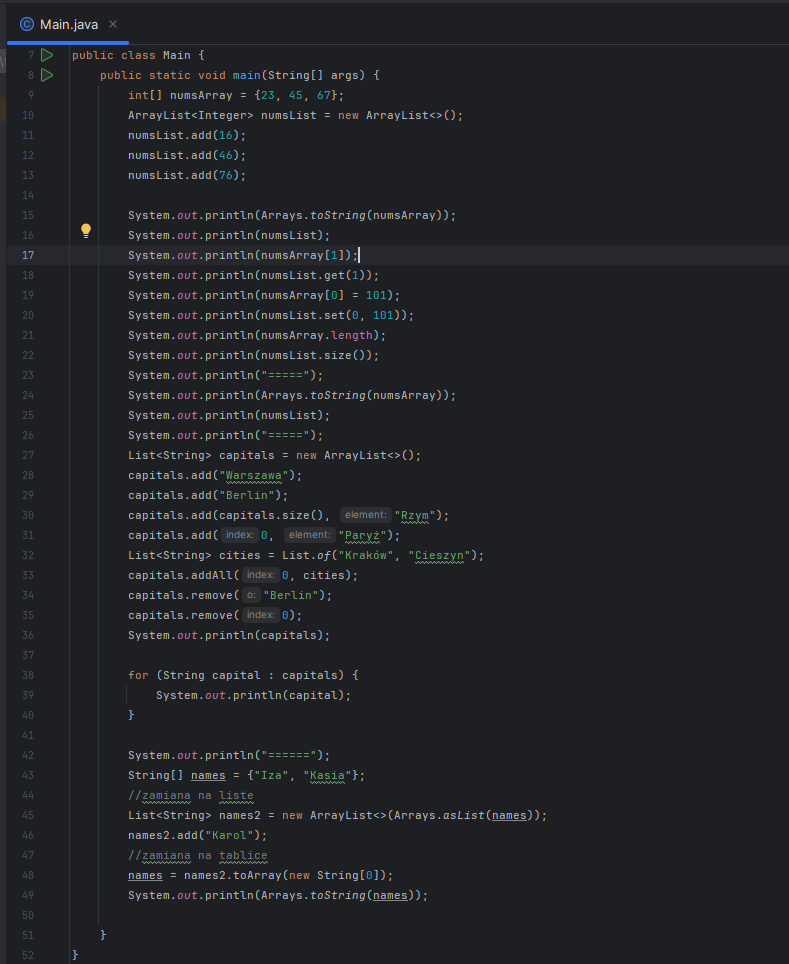 Main.java
7 public class Main {
8     public static void main(String[] args) {
9         int[] numsArray = {23, 45, 67};
10         ArrayList<Integer> numsList = new ArrayList<>();
11         numsList.add(16);
12         numsList.add(46);
13         numsList.add(76);
14
15         System.out.println(Arrays.toString(numsArray));
16         System.out.println(numsList);
17         System.out.println(numsArray[1]);
18         System.out.println(numsList.get(1));
19         System.out.println(numsArray[0] = 101);
20         System.out.println(numsList.set(0, 101));
21         System.out.println(numsArray.length);
22         System.out.println(numsList.size());
23         System.out.println("=====");
24         System.out.println(Arrays.toString(numsArray));
25         System.out.println(numsList);
26         System.out.println("=====");
27         List<String> capitals = new ArrayList<>();
28         capitals.add("Warszawa");
29         capitals.add("Berlin");
30         capitals.add(capitals.size(), element: "Rzym");
31         capitals.add( index: 0, element: "Paryż");
32         List<String> cities = List.of("Kraków", "Cieszyn");
33         capitals.addAll( index: 0, cities);
34         capitals.remove( o: "Berlin");
35         capitals.remove( index: 0);
36         System.out.println(capitals);
37
38         for (String capital : capitals) {
39             System.out.println(capital);
40         }
41
42         System.out.println("======");
43         String[] names = {"Iza", "Kasia"};
44         //zamiana na liste
45         List<String> names2 = new ArrayList<>(Arrays.asList(names));
46         names2.add("Karol");
47         //zamiana na tablice
48         names = names2.toArray(new String[0]);
49         System.out.println(Arrays.toString(names));
50
51     }
52 }